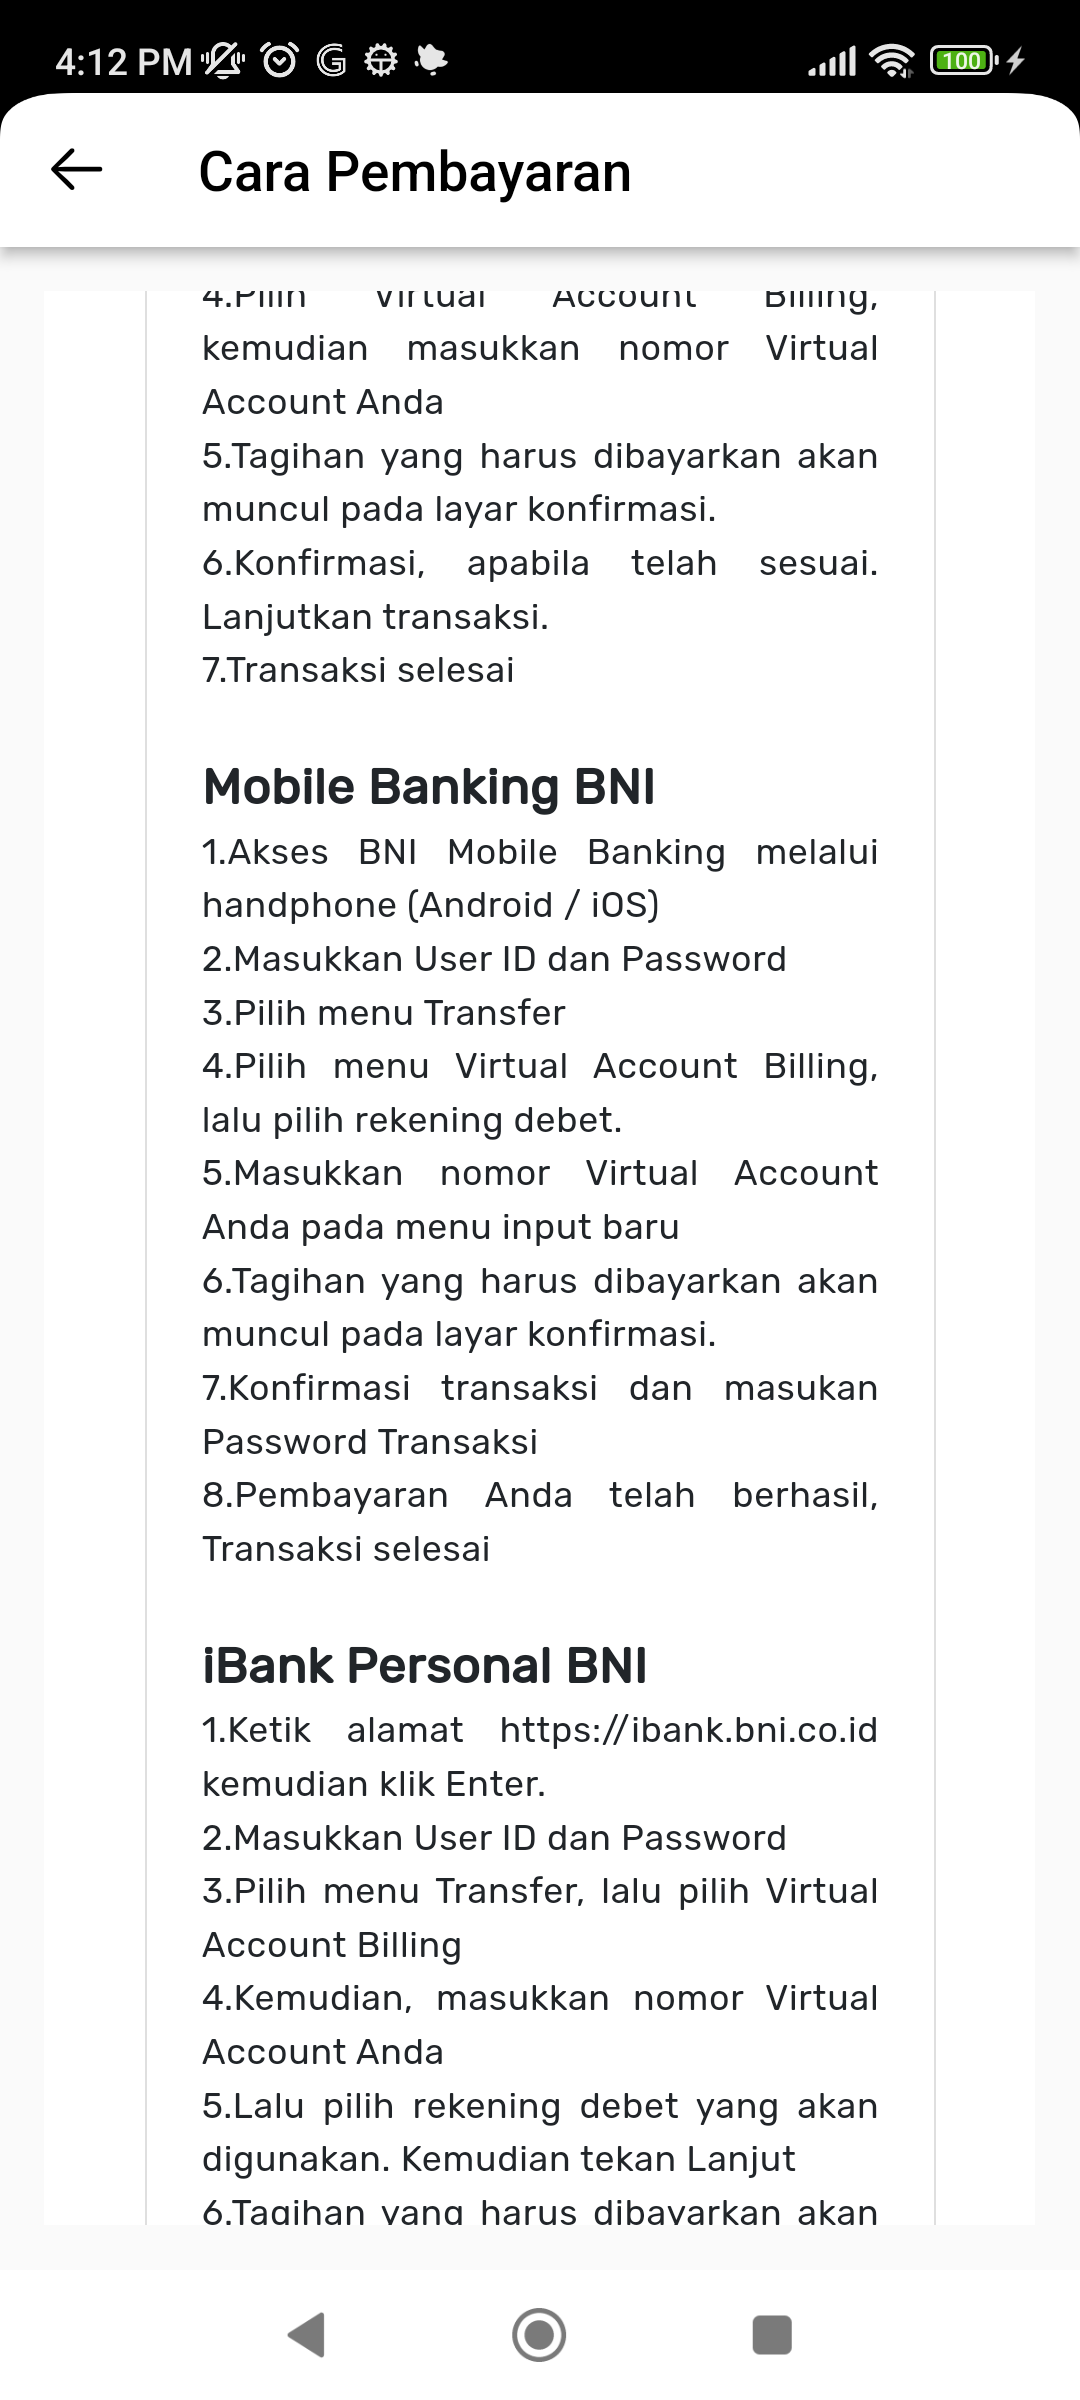 4:12 PM
100
Cara Pembayaran
4.Pilih Virtual Account Billing,
kemudian masukkan nomor Virtual
Account Anda
5.Tagihan yang harus dibayarkan akan
muncul pada layar konfirmasi.
6.Konfirmasi, apabila telah sesuai.
Lanjutkan transaksi.
7.Transaksi selesai
Mobile Banking BNI
1.Akses BNI Mobile Banking melalui
handphone (Android / iOS)
2.Masukkan User ID dan Password
3.Pilih menu Transfer
4.Pilih menu Virtual Account Billing,
lalu pilih rekening debet.
5.Masukkan nomor Virtual Account
Anda pada menu input baru
6.Tagihan yang harus dibayarkan akan
muncul pada layar konfirmasi.
7.Konfirmasi transaksi dan masukan
Password Transaksi
8.Pembayaran Anda telah berhasil,
Transaksi selesai
iBank Personal BNI
1.Ketik alamat https://ibank.bni.co.id
kemudian klik Enter.
2.Masukkan User ID dan Password
3.Pilih menu Transfer, lalu pilih Virtual
Account Billing
4.Kemudian, masukkan nomor Virtual
Account Anda
5.Lalu pilih rekening debet yang akan
digunakan. Kemudian tekan Lanjut
6.Tagihan yang harus dibayarkan akan